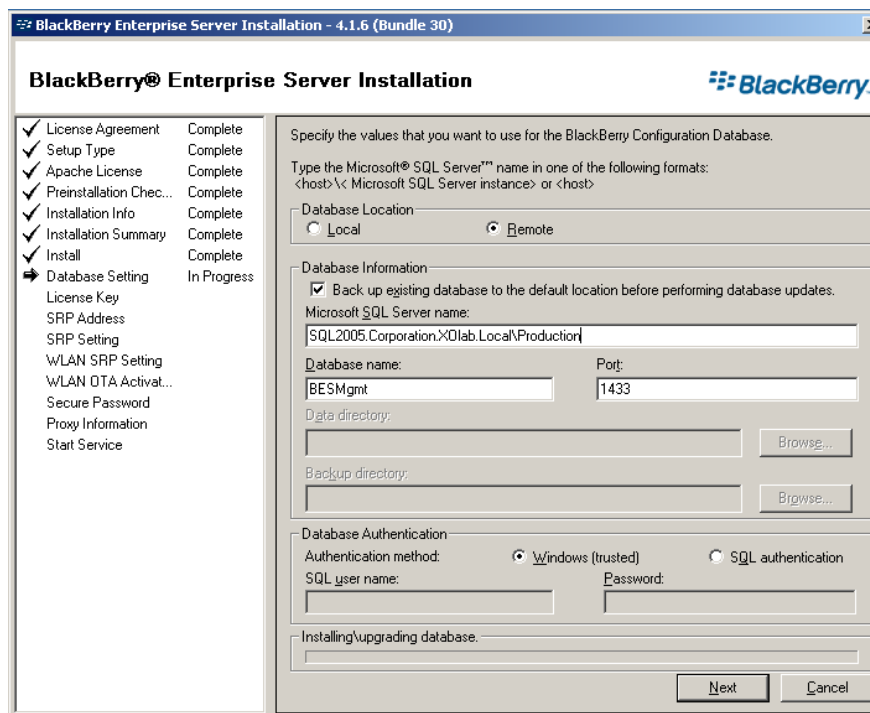 BlackBerry Enterprise Server Installation - 4.1.6 (Bundle 30)
BlackBerry® Enterprise Server Installation
BlackBerry
License Agreement Complete
Setup Type Complete
Apache License Complete
Preinstallation Chec... Complete
Installation Info Complete
Installation Summary Complete
Install Complete
Database Setting In Progress
License Key
SRP Address
SRP Setting
WLAN SRP Setting
WLAN OTA Activat...
Secure Password
Proxy Information
Start Service
Specify the values that you want to use for the BlackBerry Configuration Database.
Type the Microsoft® SQL Server™ name in one of the following formats:
<host>\< Microsoft SQL Server instance> or <host>
Database Location
Local Remote
Database Information
Back up existing database to the default location before performing database updates.
Microsoft SQL Server name:
SQL2005.Corporation.XOlab.Local\Production
Database name: Port:
BESMgmt 1433
Data directory:
Browse...
Backup directory:
Browse...
Database Authentication
Authentication method: Windows (trusted) SQL authentication
SQL user name: Password:
Installing\upgrading database.
Next Cancel